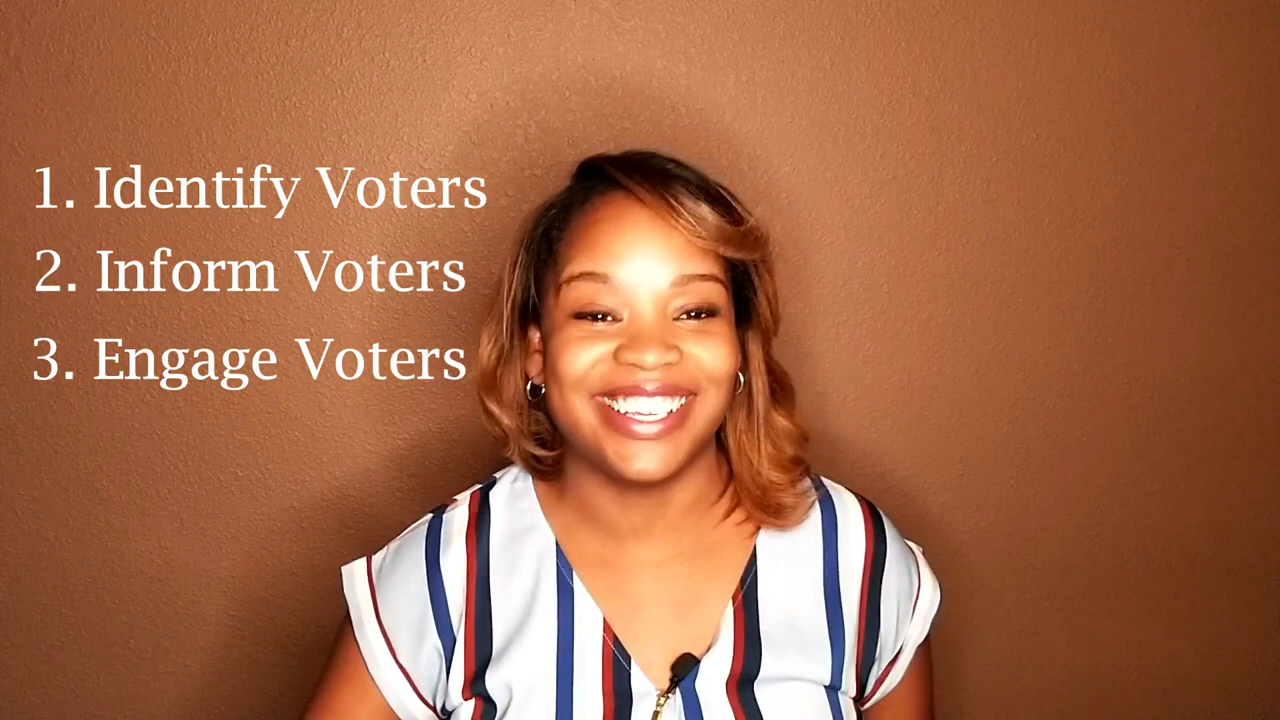 1. Identify Voters
2. Inform Voters
3. Engage Voters